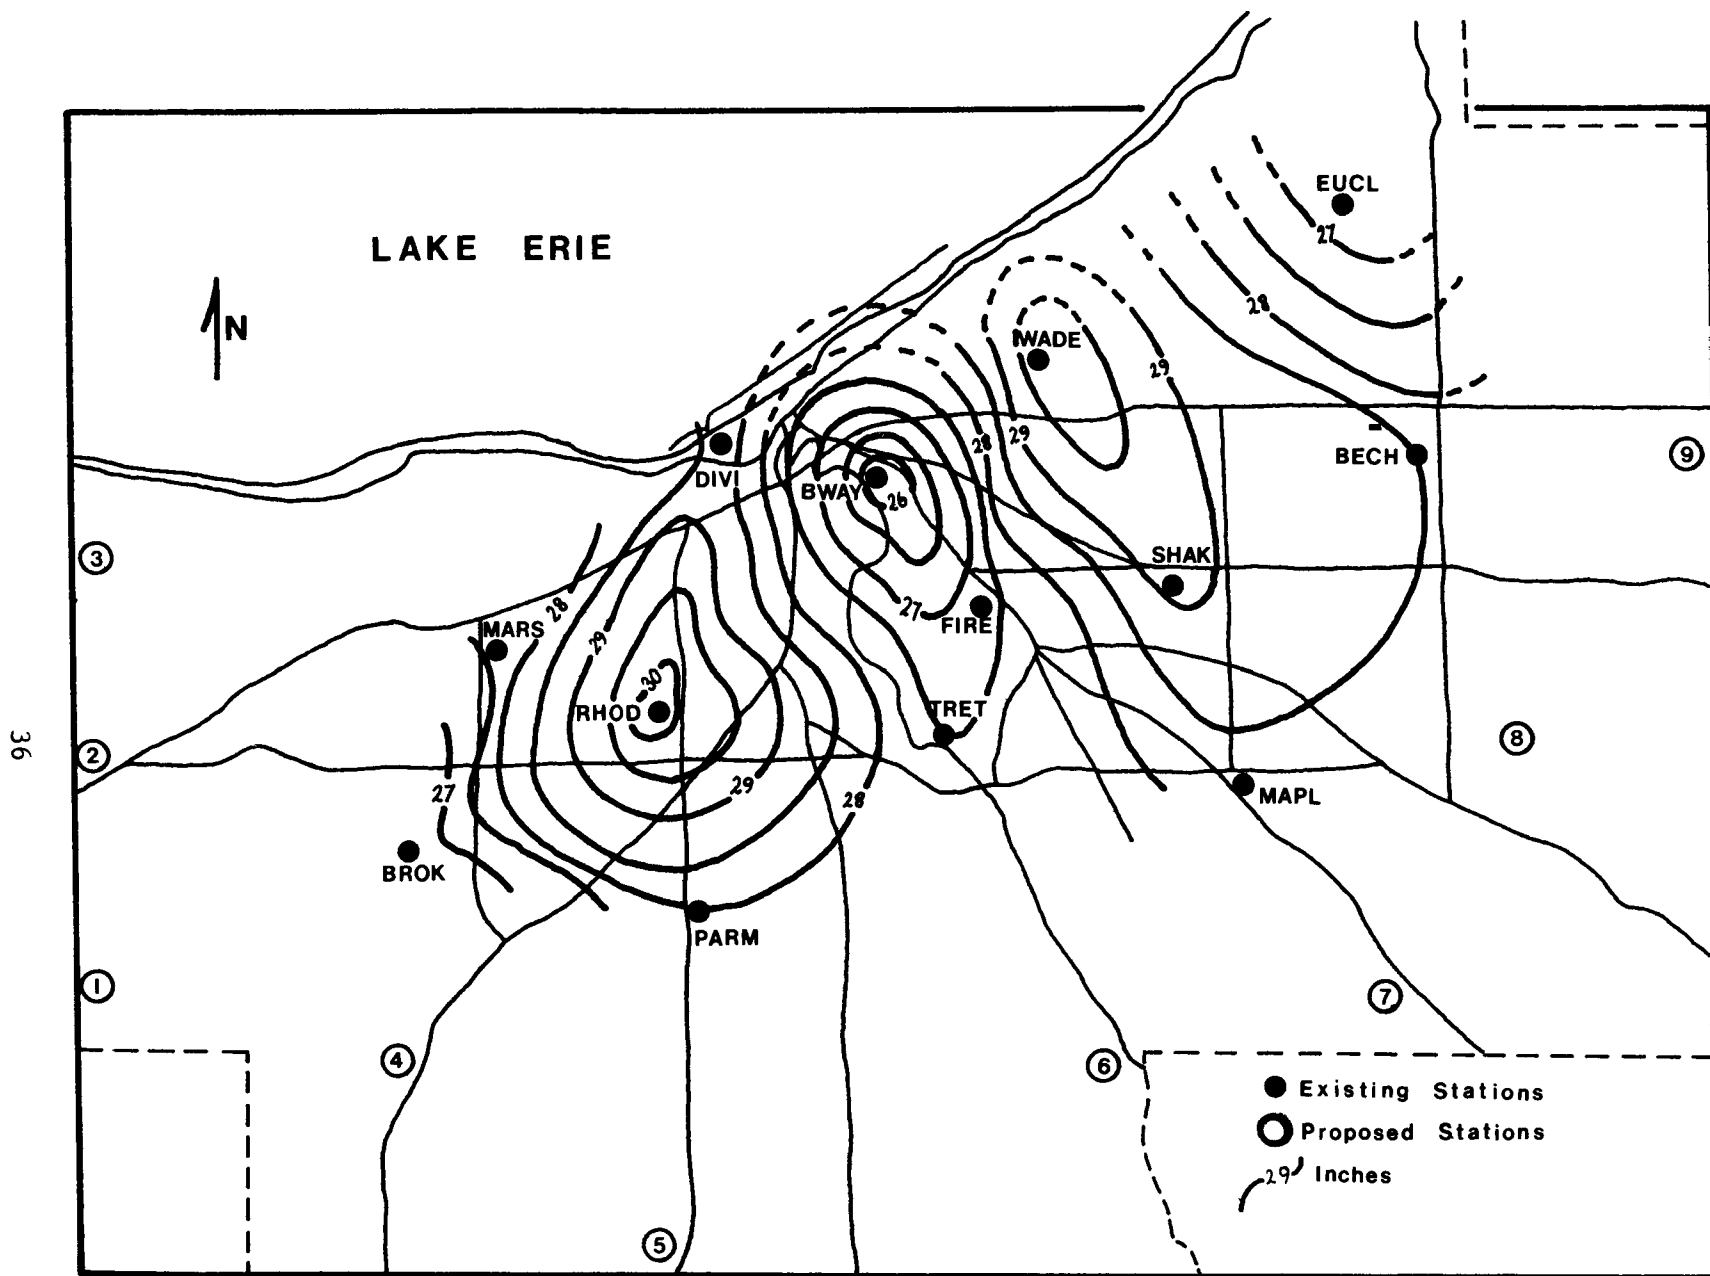 EUCL
27
LAKE ERIE
28
N
WADE
29
28
29
BECH
9
DIVI
BWAY
26
3
SHAK
28
27
FIRE
MARS
29
30
RHOD
TRET
36
2
8
27
29
28
MAPL
BROK
PARM
1
7
4
6
Existing Stations
Proposed Stations
29 Inches
5